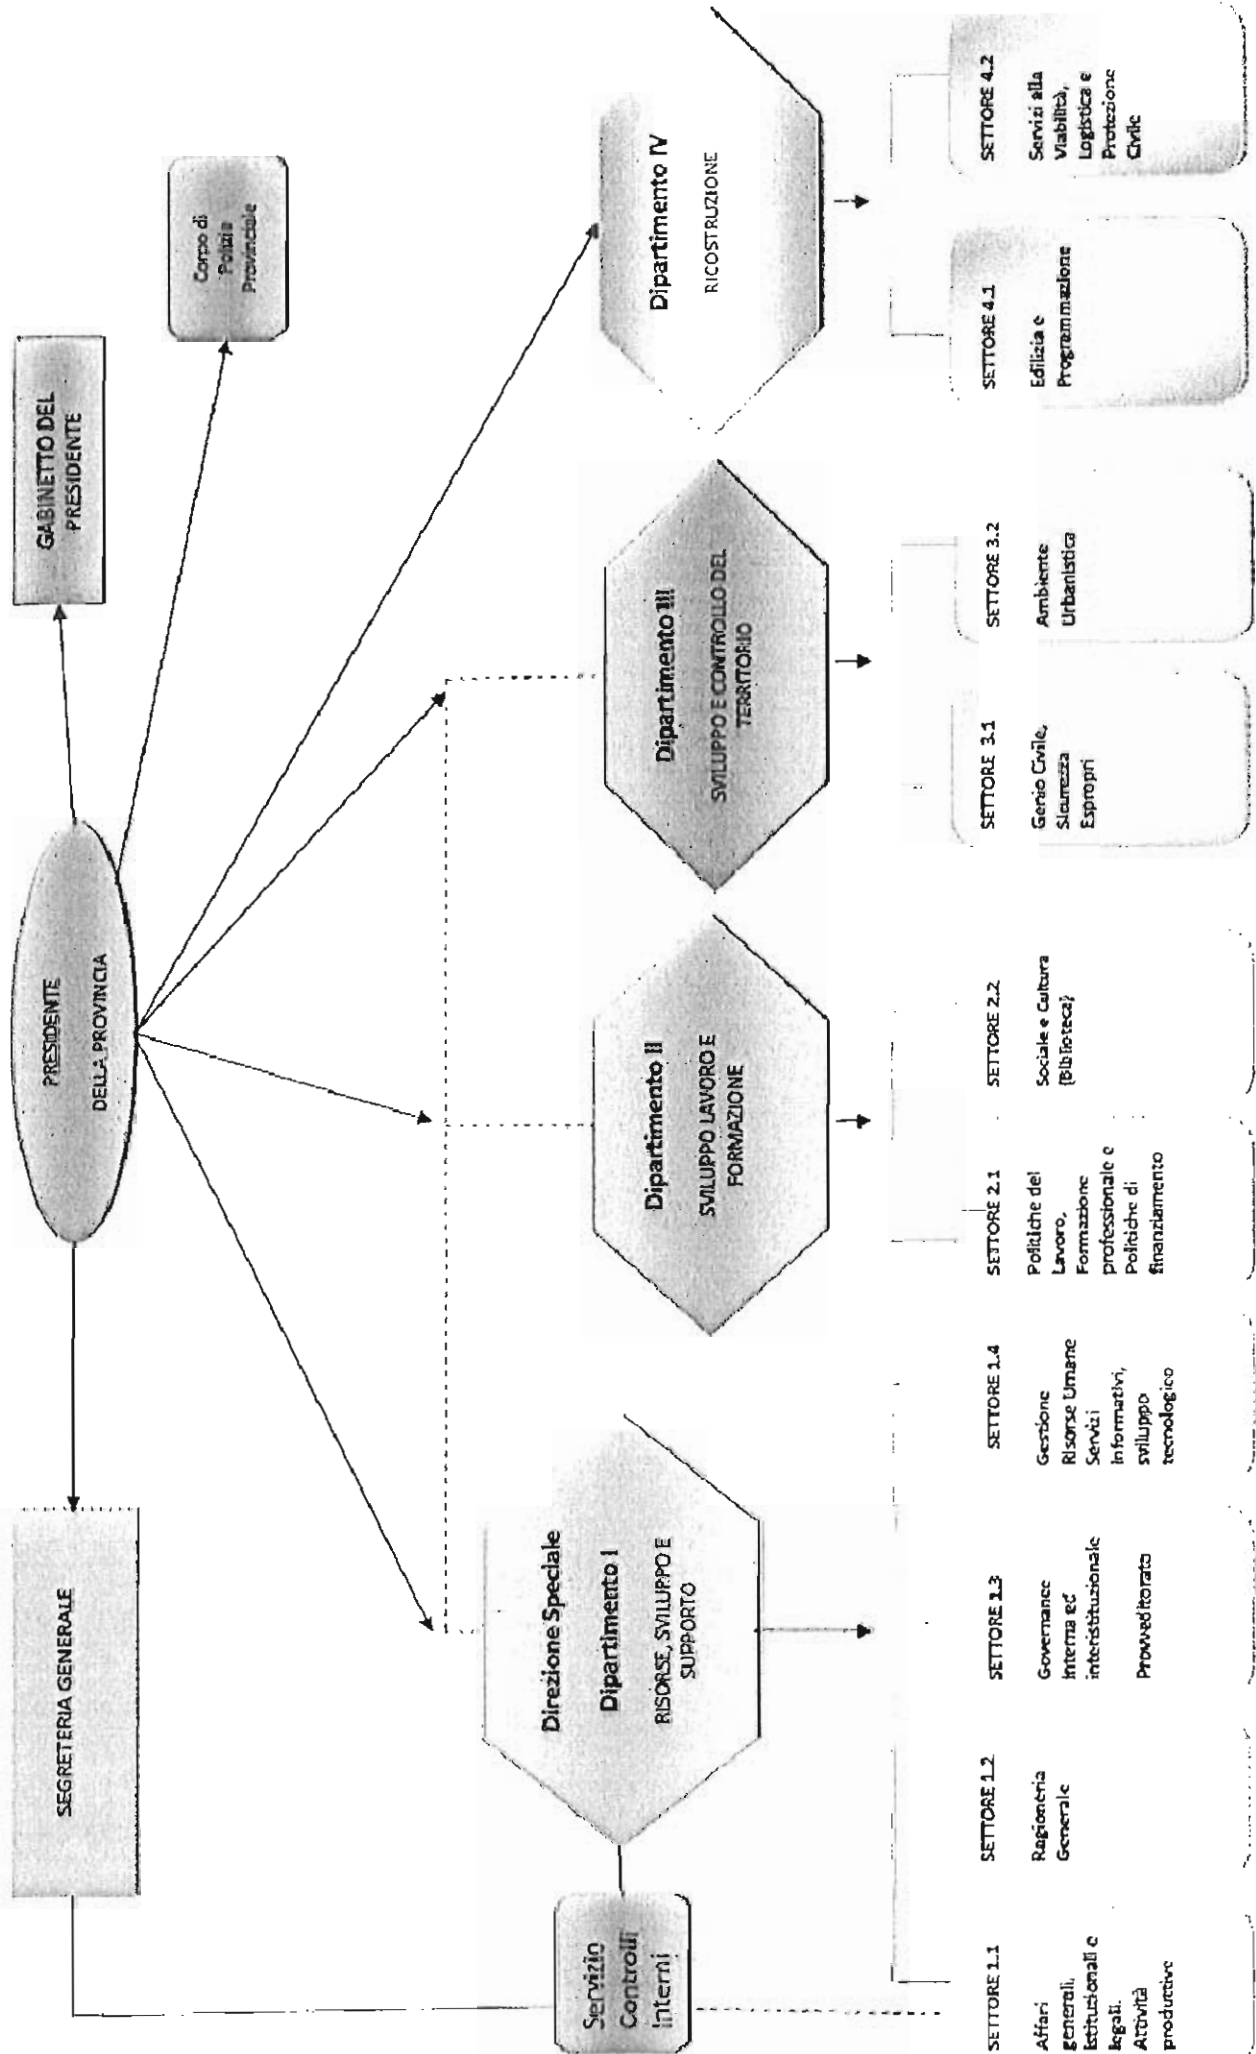 PRESIDENTE
DELLA PROVINCIA
GABINETTO DEL
PRESIDENTE
Corpo di
Polizia
Provinciale
SEGRETERIA GENERALE
Servizio
Controlli
Interni
Direzione Speciale
Dipartimento I
RISORSE, SVILUPPO E
SUPPORTO
Dipartimento II
SVILUPPO LAVORO E
FORMAZIONE
Dipartimento III
SVILUPPO E CONTROLLO DEL
TERRITORIO
Dipartimento IV
RICOSTRUZIONE
SETTORE 1.1
Affari
generali,
istituzionali e
legali.
Attività
produttive
SETTORE 1.2
Ragioneria
Generale
SETTORE 1.3
Governance
interna ed
interistituzionale
Provveditorato
SETTORE 1.4
Gestione
Risorse Umane
Servizi
informativi,
sviluppo
tecnologico
SETTORE 2.1
Politiche del
Lavoro,
Formazione
professionale e
Politiche di
finanziamento
SETTORE 2.2
Sociale e Cultura
(Biblioteca)
SETTORE 3.1
Genio Civile,
Sicurezza
Espropri
SETTORE 3.2
Ambiente
Urbanistica
SETTORE 4.1
Edilizia e
Programmazione
SETTORE 4.2
Servizi alla
Viabilità,
Logistica e
Protezione
Civile